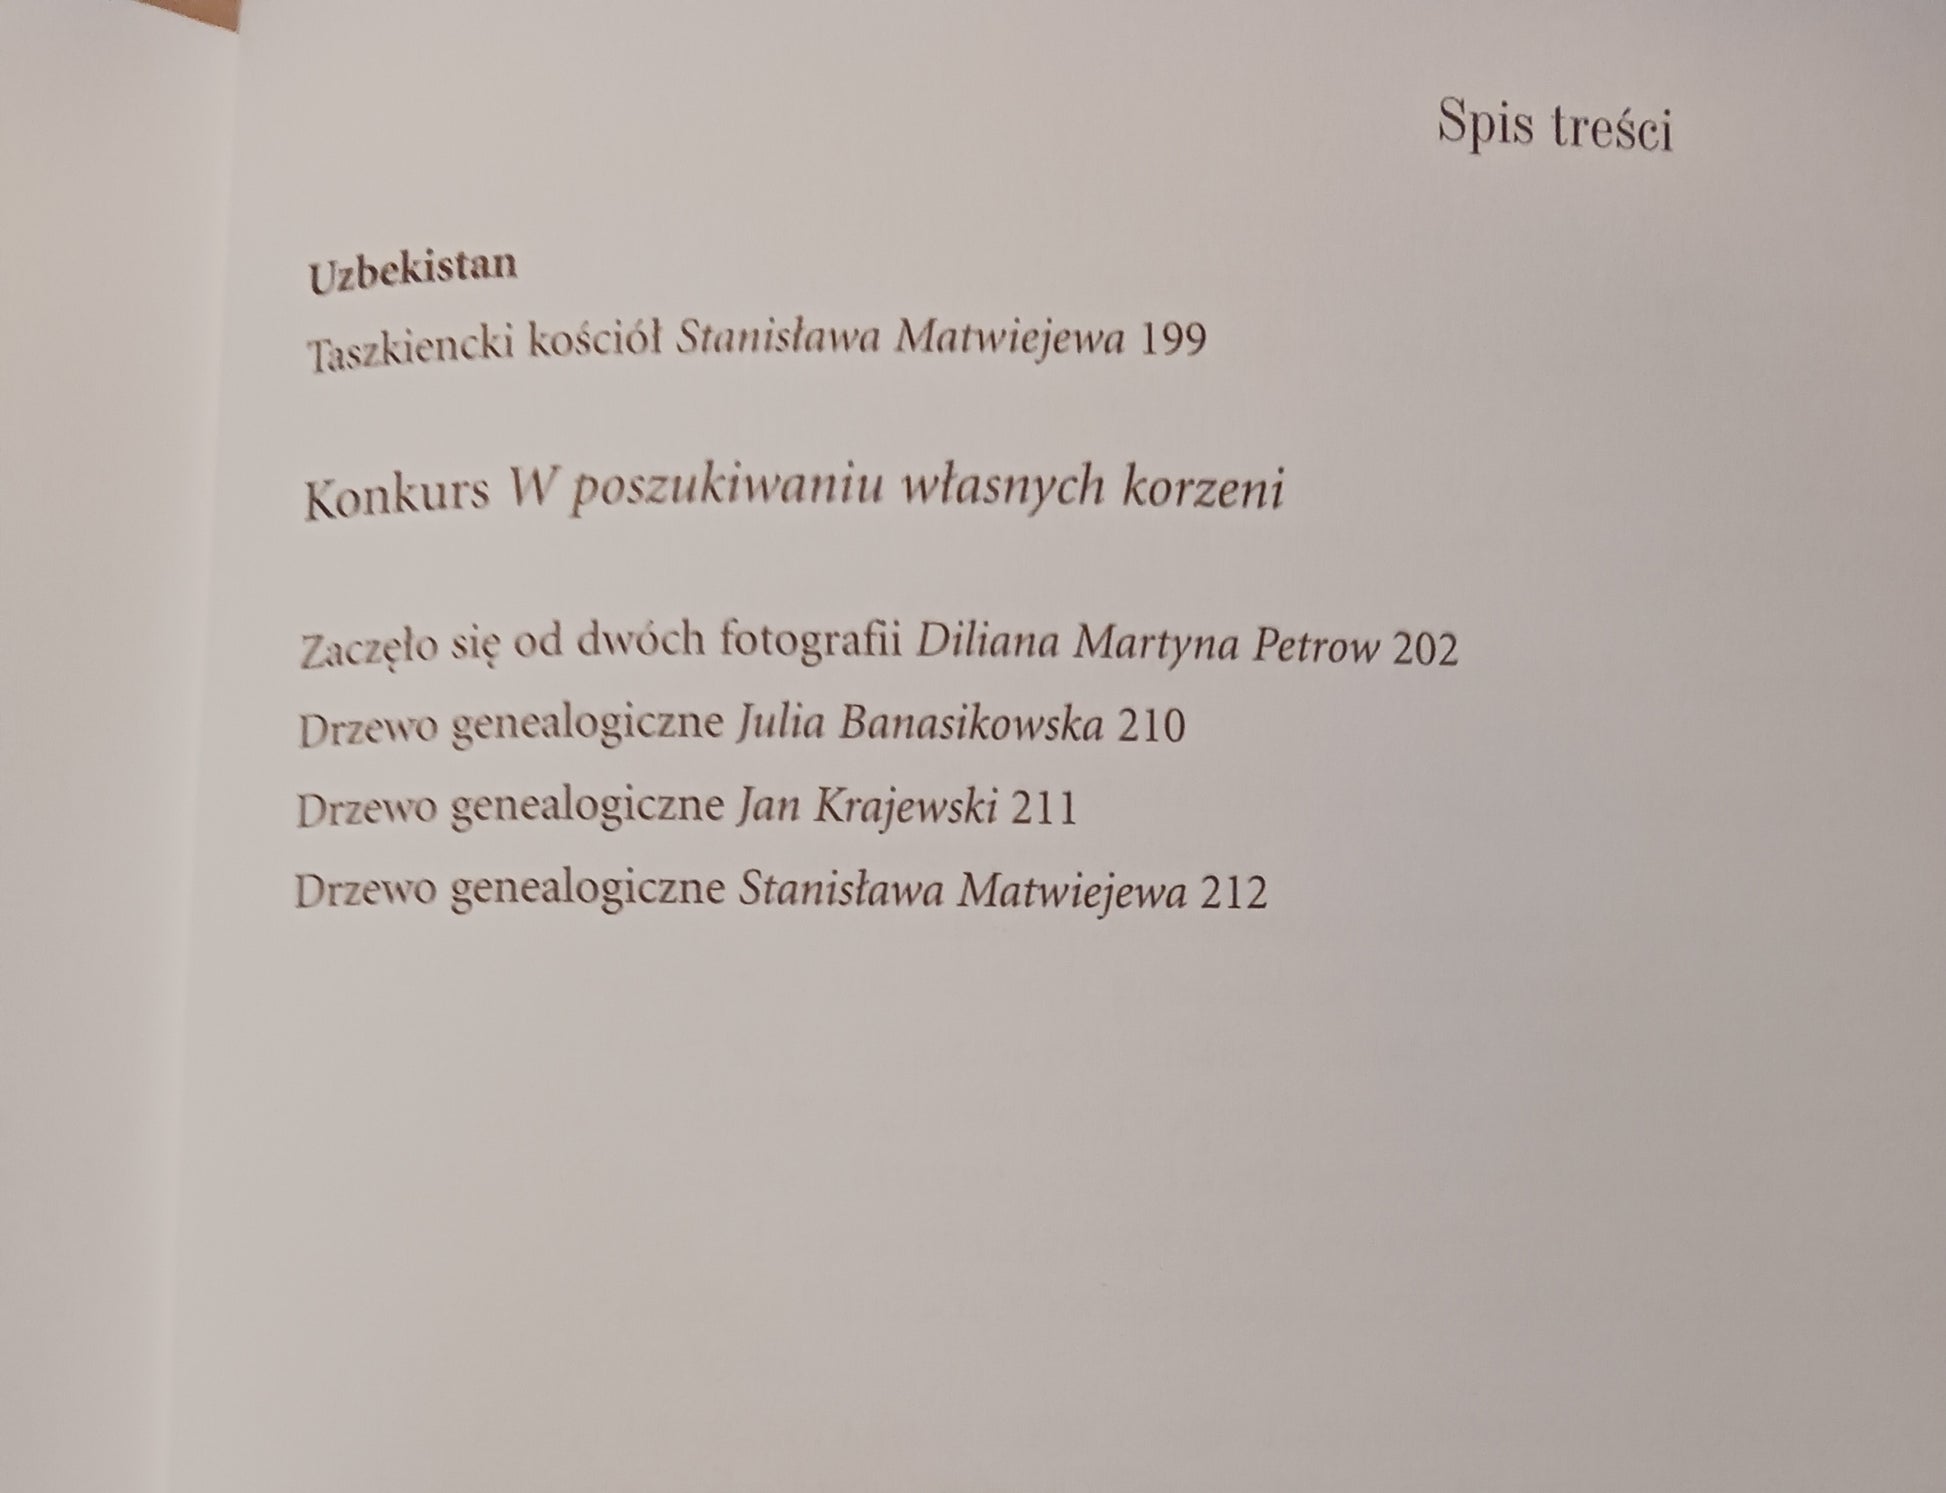 Spis treści
Uzbekistan
Taszkiencki kościół Stanisława Matwiejewa 199
Konkurs W poszukiwaniu własnych korzeni
Zaczęło się od dwóch fotografii Diliana Martyna Petrow 202
Drzewo genealogiczne Julia Banasikowska 210
Drzewo genealogiczne Jan Krajewski 211
Drzewo genealogiczne Stanisława Matwiejewa 212